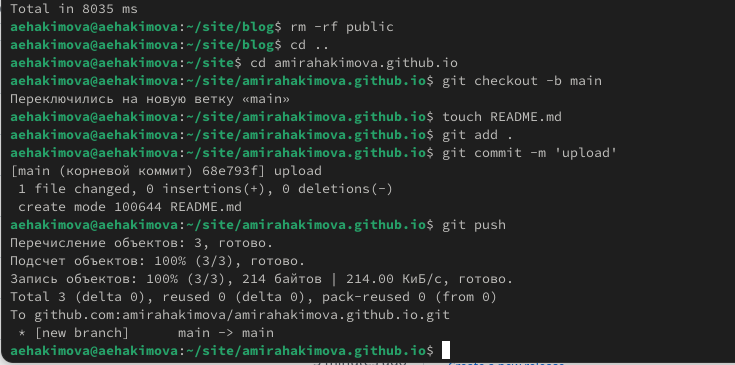 Total in 8035 ms
aehakimova@aehakimova:~/site/blog$ rm -rf public
aehakimova@aehakimova:~/site/blog$ cd ..
aehakimova@aehakimova:~/site$ cd amirahakimova.github.io
aehakimova@aehakimova:~/site/amirahakimova.github.io$ git checkout -b main
Переключились на новую ветку «main»
aehakimova@aehakimova:~/site/amirahakimova.github.io$ touch README.md
aehakimova@aehakimova:~/site/amirahakimova.github.io$ git add .
aehakimova@aehakimova:~/site/amirahakimova.github.io$ git commit -m 'upload'
[main (корневой коммит) 68e793f] upload
 1 file changed, 0 insertions(+), 0 deletions(-)
 create mode 100644 README.md
aehakimova@aehakimova:~/site/amirahakimova.github.io$ git push
Перечисление объектов: 3, готово.
Подсчет объектов: 100% (3/3), готово.
Запись объектов: 100% (3/3), 214 байтов | 214.00 КиБ/с, готово.
Total 3 (delta 0), reused 0 (delta 0), pack-reused 0 (from 0)
To github.com:amirahakimova/amirahakimova.github.io.git
 * [new branch]      main -> main
aehakimova@aehakimova:~/site/amirahakimova.github.io$